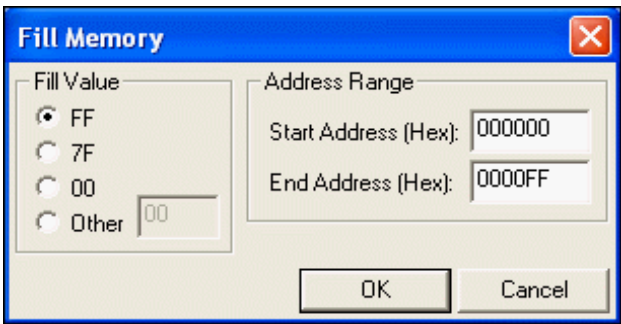 Fill Memory
Fill Value
FF
7F
00
Other 00
Address Range
Start Address (Hex): 000000
End Address (Hex): 0000FF
OK Cancel